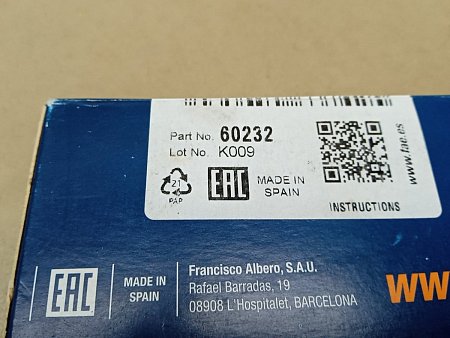 Part No. 60232
Lot No. K009
www.fae.es
21
PAP
EAC
MADE IN
SPAIN
INSTRUCTIONS
EAC
MADE IN
SPAIN
Francisco Albero, S.A.U.
Rafael Barradas, 19
08908 L'Hospitalet, BARCELONA
ww